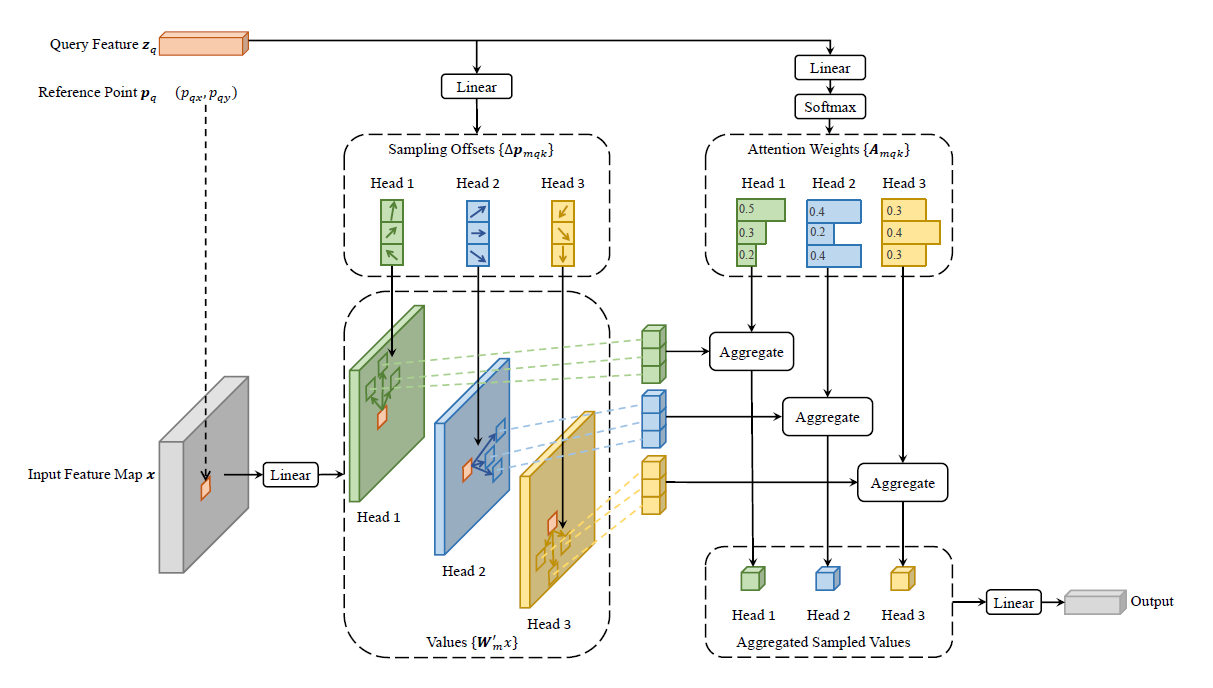 Query Feature z_q
Linear
Linear
Reference Point p_q (p_qx, p_qy)
Softmax
Sampling Offsets {Δp_mqk}
Attention Weights {A_mqk}
Head 1 Head 2 Head 3
Head 1 Head 2 Head 3
0.5 0.4 0.3
0.3 0.2 0.4
0.2 0.4 0.3
Aggregate
Aggregate
Aggregate
Input Feature Map x
Linear
Head 1
Head 2
Head 3
Values {W′_m x}
Head 1 Head 2 Head 3
Aggregated Sampled Values
Linear
Output